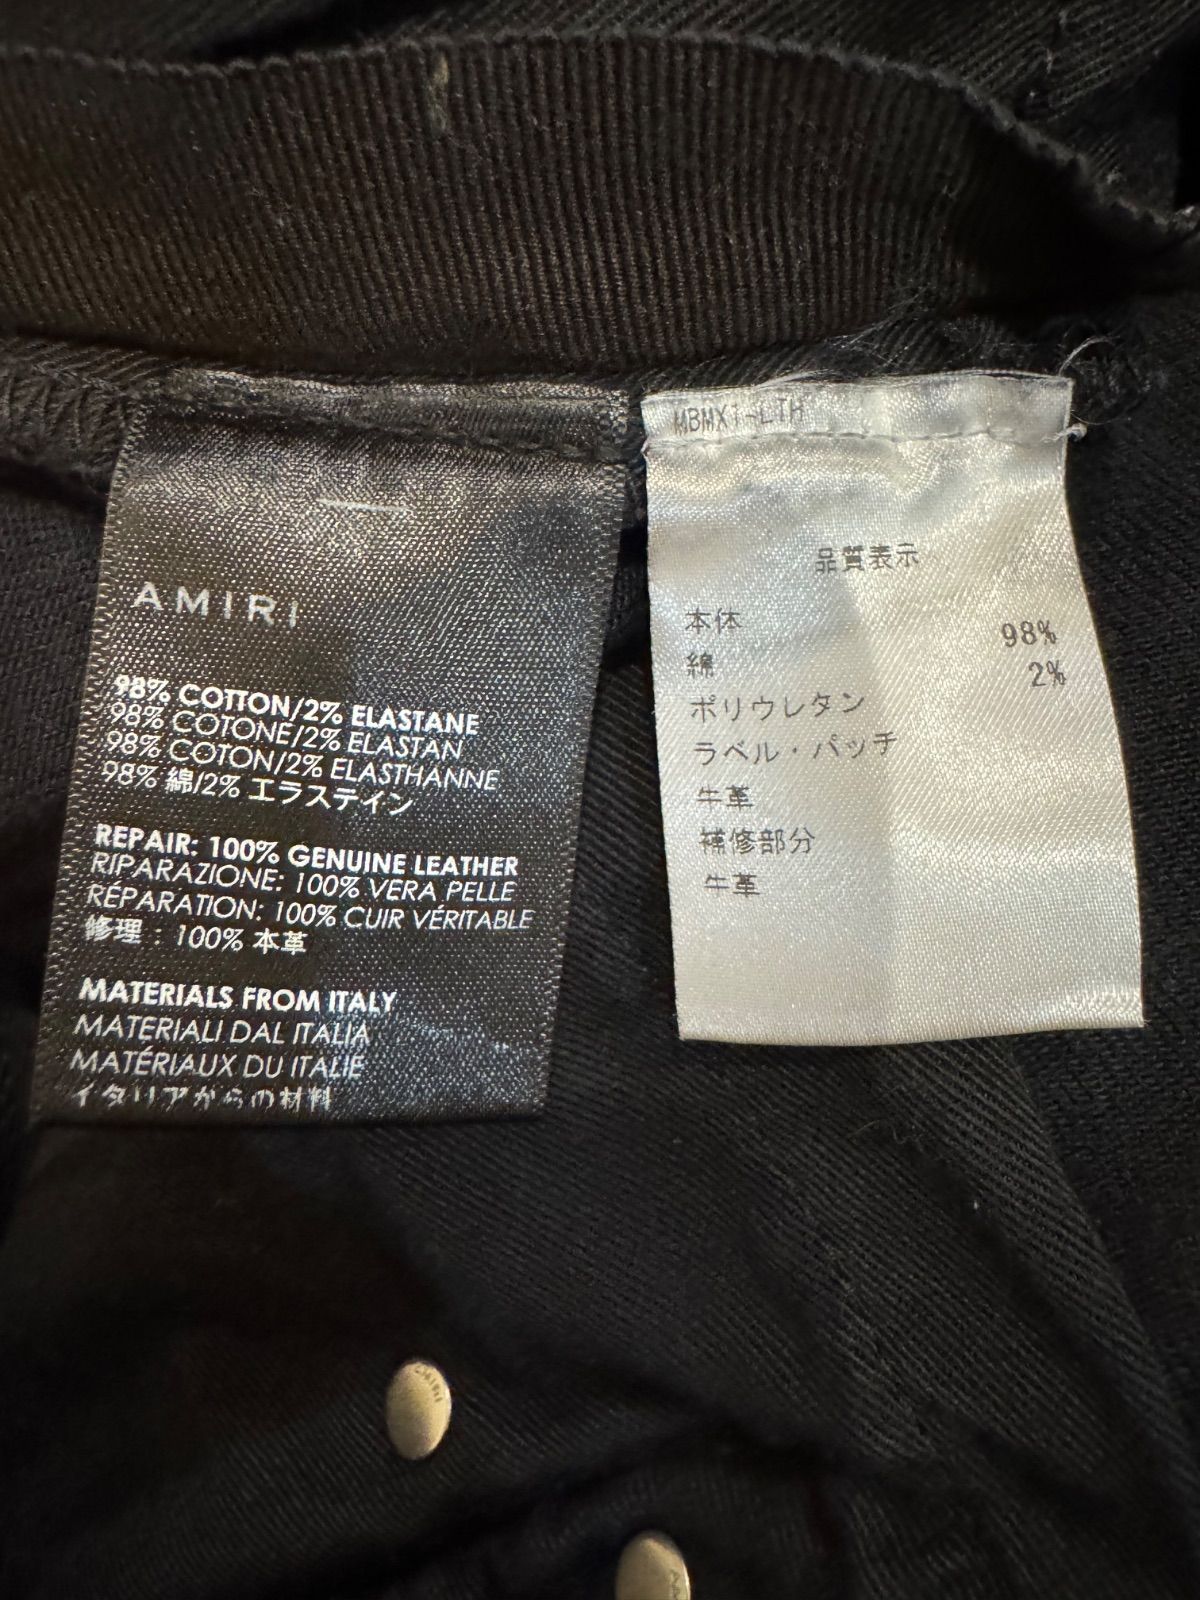 AMIRI
98% COTTON/2% ELASTANE
98% COTONE/2% ELASTAN
98% COTON/2% ELASTHANNE
98% 綿/2% エラステイン
REPAIR: 100% GENUINE LEATHER
RIPARAZIONE: 100% VERA PELLE
RÉPARATION: 100% CUIR VÉRITABLE
修理 : 100% 本革
MATERIALS FROM ITALY
MATERIALI DAL ITALIA
MATÉRIAUX DU ITALIE
イタリアからの材料
MBMX1-LTH
品質表示
本体
綿 98%
ポリウレタン 2%
ラベル・パッチ
牛革
補修部分
牛革